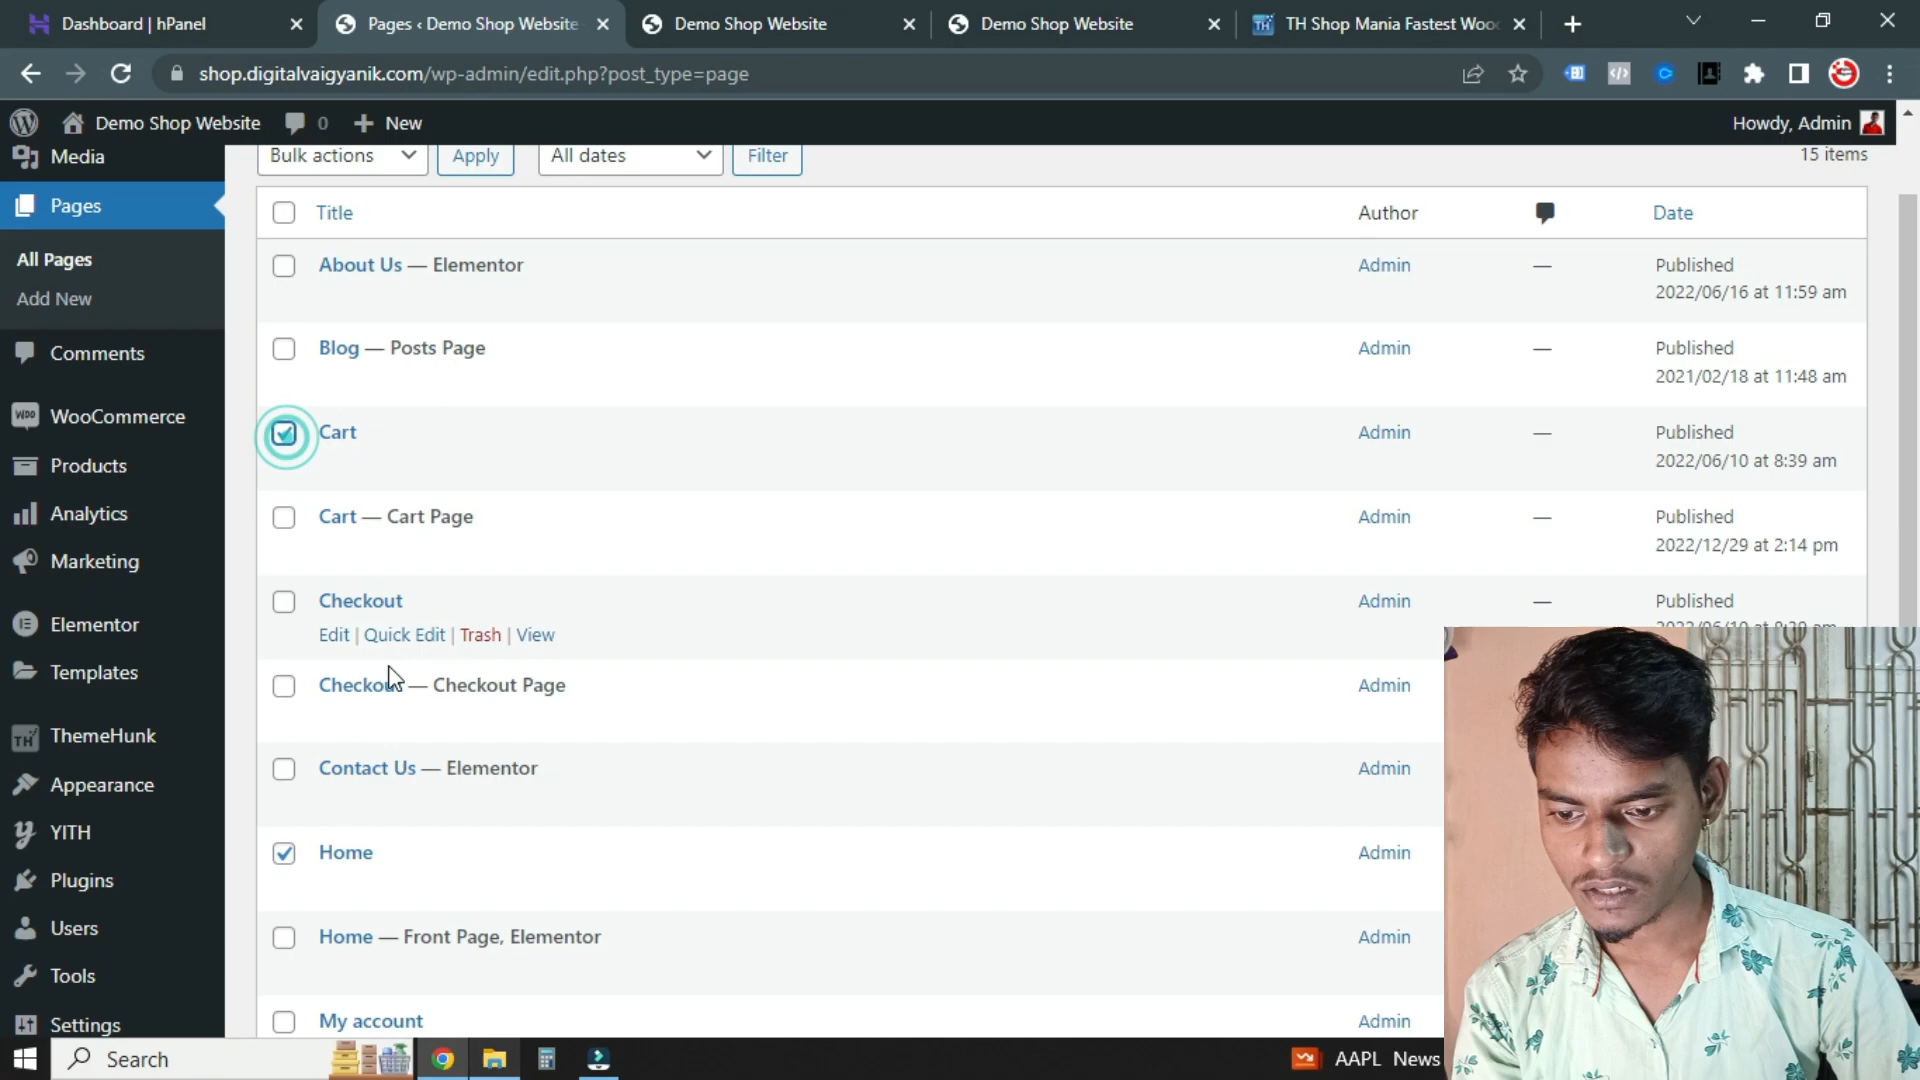 Dashboard | hPanel
Pages ‹ Demo Shop Website
Demo Shop Website
Demo Shop Website
TH Shop Mania Fastest Woo
shop.digitalvaigyanik.com/wp-admin/edit.php?post_type=page
Demo Shop Website
0
New
Howdy, Admin
Media
Bulk actions
Apply
All dates
Filter
15 items
Pages
All Pages
Add New
Comments
WooCommerce
Products
Analytics
Marketing
Elementor
Templates
ThemeHunk
Appearance
YITH
Plugins
Users
Tools
Settings
Title
Author
Date
About Us — Elementor
Admin
—
Published
2022/06/16 at 11:59 am
Blog — Posts Page
Admin
—
Published
2021/02/18 at 11:48 am
Cart
Admin
—
Published
2022/06/10 at 8:39 am
Cart — Cart Page
Admin
—
Published
2022/12/29 at 2:14 pm
Checkout
Edit | Quick Edit | Trash | View
Admin
—
Published
Checkout — Checkout Page
Admin
Contact Us — Elementor
Admin
Home
Admin
Home — Front Page, Elementor
Admin
My account
Admin
Search
AAPL News